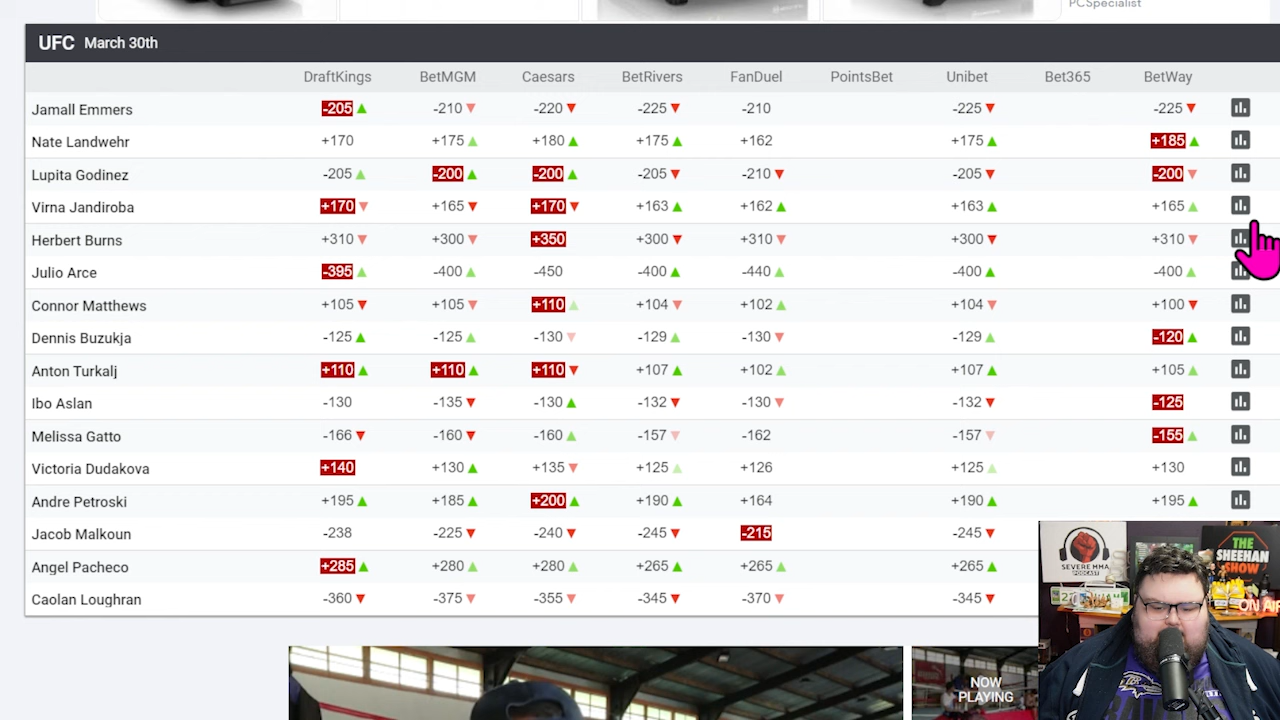 PCSpecialist
UFC March 30th
DraftKings BetMGM Caesars BetRivers FanDuel PointsBet Unibet Bet365 BetWay
Jamall Emmers -205 -210 -220 -225 -210 -225 -225
Nate Landwehr +170 +175 +180 +175 +162 +175 +185
Lupita Godinez -205 -200 -200 -205 -210 -205 -200
Virna Jandiroba +170 +165 +170 +163 +162 +163 +165
Herbert Burns +310 +300 +350 +300 +310 +300 +310
Julio Arce -395 -400 -450 -400 -440 -400 -400
Connor Matthews +105 +105 +110 +104 +102 +104 +100
Dennis Buzukja -125 -125 -130 -129 -130 -129 -120
Anton Turkalj +110 +110 +110 +107 +102 +107 +105
Ibo Aslan -130 -135 -130 -132 -130 -132 -125
Melissa Gatto -166 -160 -160 -157 -162 -157 -155
Victoria Dudakova +140 +130 +135 +125 +126 +125 +130
Andre Petroski +195 +185 +200 +190 +164 +190 +195
Jacob Malkoun -238 -225 -240 -245 -215 -245
Angel Pacheco +285 +280 +280 +265 +265 +265
Caolan Loughran -360 -375 -355 -345 -370 -345
SEVERE MMA
PODCAST
THE
SHEEHAN
SHOW
ON AIR
NOW
PLAYING